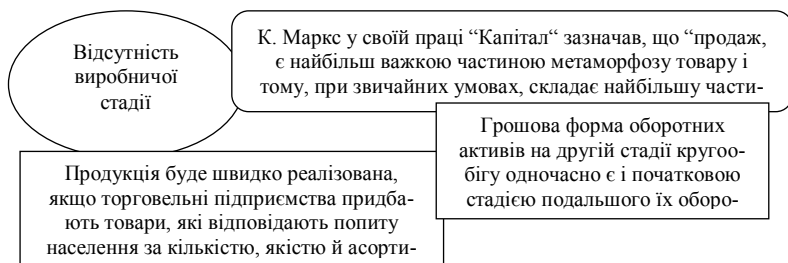 Відсутність
виробничої
стадії
К. Маркс у своїй праці “Капітал“ зазначав, що “продаж,
є найбільш важкою частиною метаморфозу товару і
тому, при звичайних умовах, складає найбільшу части-
Грошова форма оборотних
активів на другій стадії кругоо-
бігу одночасно є і початковою
стадією подальшого їх оборо-
Продукція буде швидко реалізована,
якщо торговельні підприємства придба-
ють товари, які відповідають попиту
населення за кількістю, якістю й асорти-